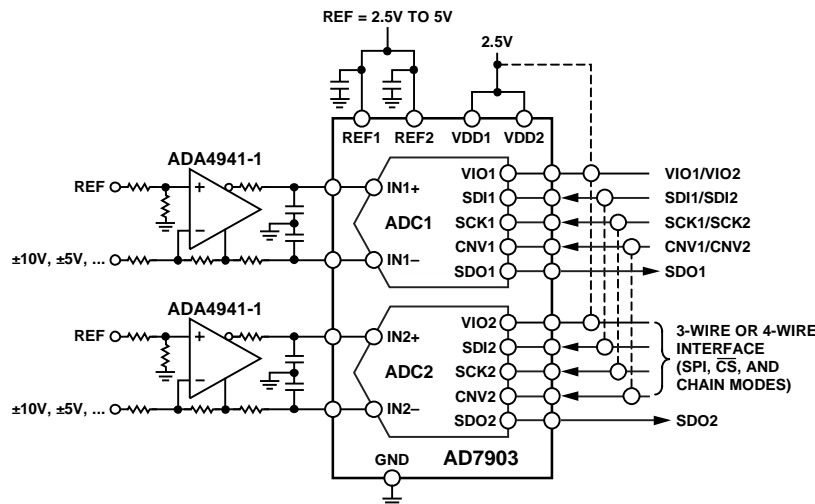 REF = 2.5V TO 5V
2.5V
REF1 REF2 VDD1 VDD2
ADA4941-1
REF
±10V, ±5V, ...
IN1+
IN1–
ADC1
VIO1
SDI1
SCK1
CNV1
SDO1
VIO1/VIO2
SDI1/SDI2
SCK1/SCK2
CNV1/CNV2
SDO1
ADA4941-1
REF
±10V, ±5V, ...
IN2+
IN2–
ADC2
VIO2
SDI2
SCK2
CNV2
SDO2
3-WIRE OR 4-WIRE
INTERFACE
(SPI, C̅S̅, AND
CHAIN MODES)
SDO2
GND
AD7903